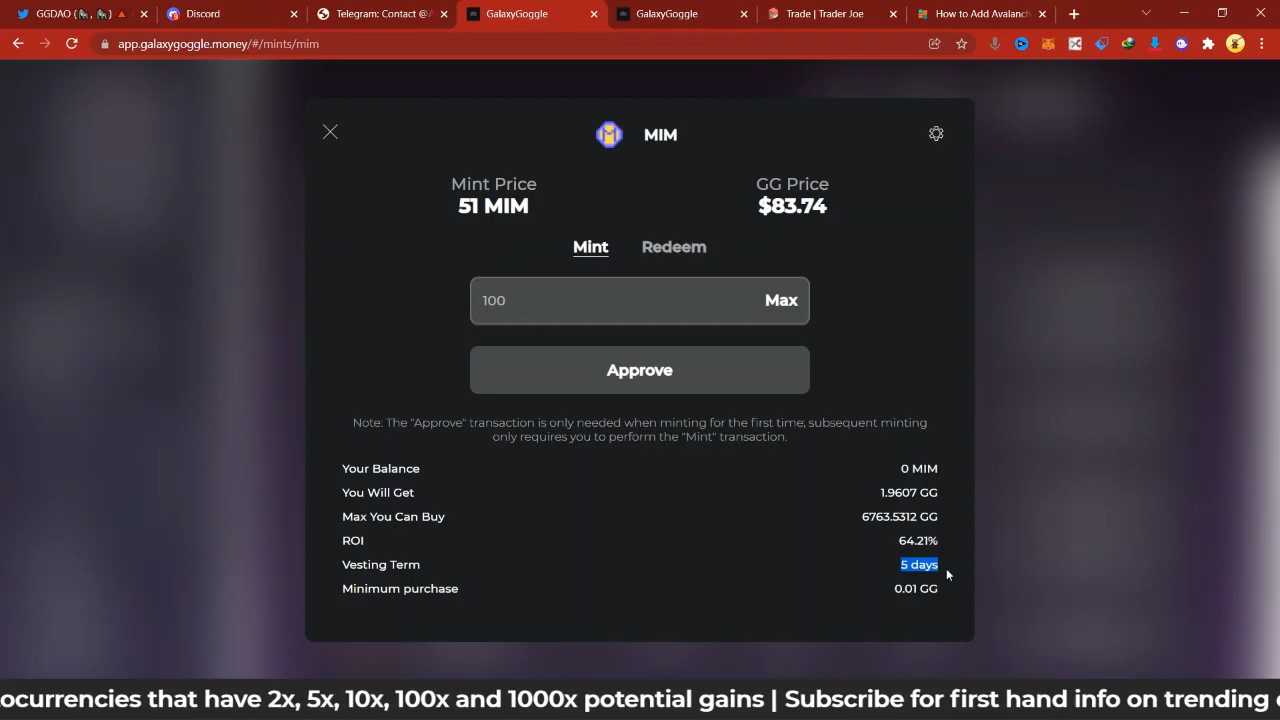 GGDAO (🦍, 🦍) 🔺
Discord
Telegram: Contact @A
GalaxyGoggle
GalaxyGoggle
Trade | Trader Joe
How to Add Avalanch
app.galaxygoggle.money/#/mints/mim
MIM
Mint Price
51 MIM
GG Price
$83.74
Mint
Redeem
100
Max
Approve
Note: The "Approve" transaction is only needed when minting for the first time; subsequent minting
only requires you to perform the "Mint" transaction.
Your Balance 0 MIM
You Will Get 1.9607 GG
Max You Can Buy 6763.5312 GG
ROI 64.21%
Vesting Term 5 days
Minimum purchase 0.01 GG
ocurrencies that have 2x, 5x, 10x, 100x and 1000x potential gains | Subscribe for first hand info on trending